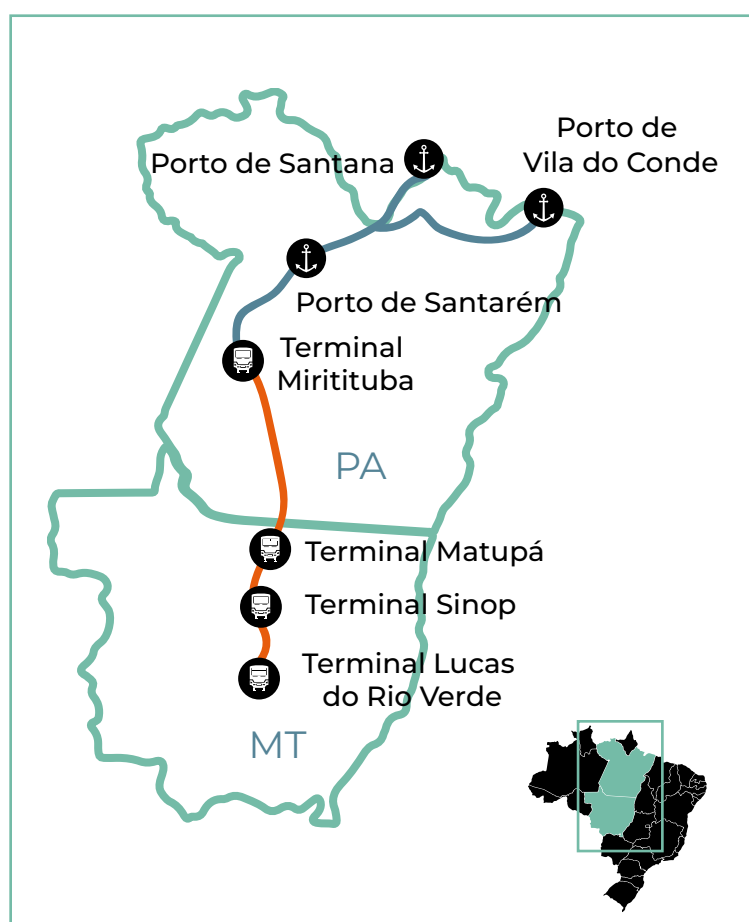 Porto de Santana
Porto de
Vila do Conde
Porto de Santarém
Terminal
Miritituba
PA
Terminal Matupá
Terminal Sinop
Terminal Lucas
do Rio Verde
MT